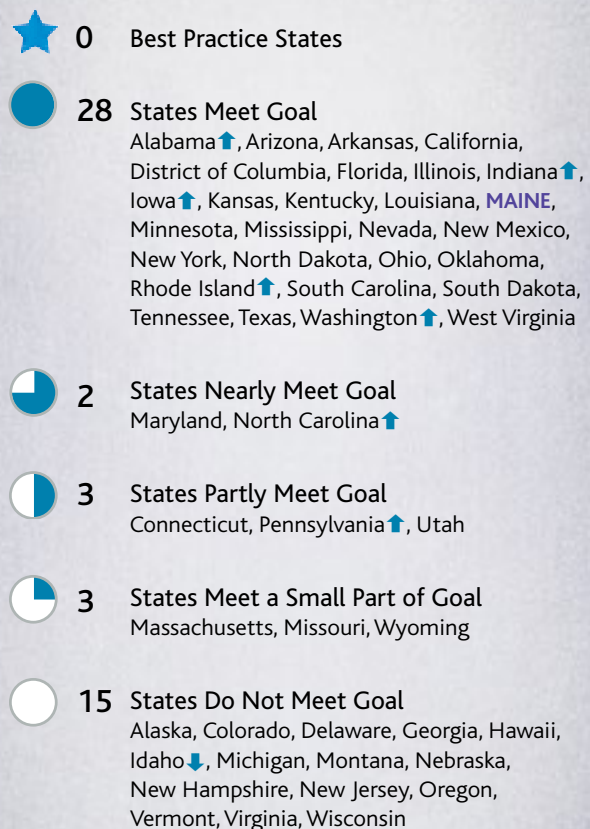 0 Best Practice States
28 States Meet Goal
Alabama⬆, Arizona, Arkansas, California,
District of Columbia, Florida, Illinois, Indiana⬆,
Iowa⬆, Kansas, Kentucky, Louisiana, MAINE,
Minnesota, Mississippi, Nevada, New Mexico,
New York, North Dakota, Ohio, Oklahoma,
Rhode Island⬆, South Carolina, South Dakota,
Tennessee, Texas, Washington⬆, West Virginia
2 States Nearly Meet Goal
Maryland, North Carolina⬆
3 States Partly Meet Goal
Connecticut, Pennsylvania⬆, Utah
3 States Meet a Small Part of Goal
Massachusetts, Missouri, Wyoming
15 States Do Not Meet Goal
Alaska, Colorado, Delaware, Georgia, Hawaii,
Idaho⬇, Michigan, Montana, Nebraska,
New Hampshire, New Jersey, Oregon,
Vermont, Virginia, Wisconsin